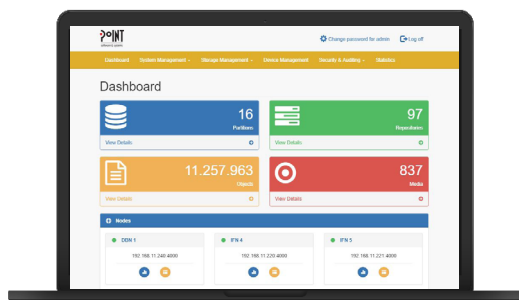 POINT
Change password for admin Log off
Dashboard System Management Storage Management Device Management Security & Auditing Statistics
Dashboard
16
Partitions
97
Repositories
View Details
View Details
11.257.963
Objects
837
Media
View Details
View Details
Nodes
DDN 1
IFN 4
IFN 5
192.168.11.240:4000
192.168.11.220:4000
192.168.11.221:4000